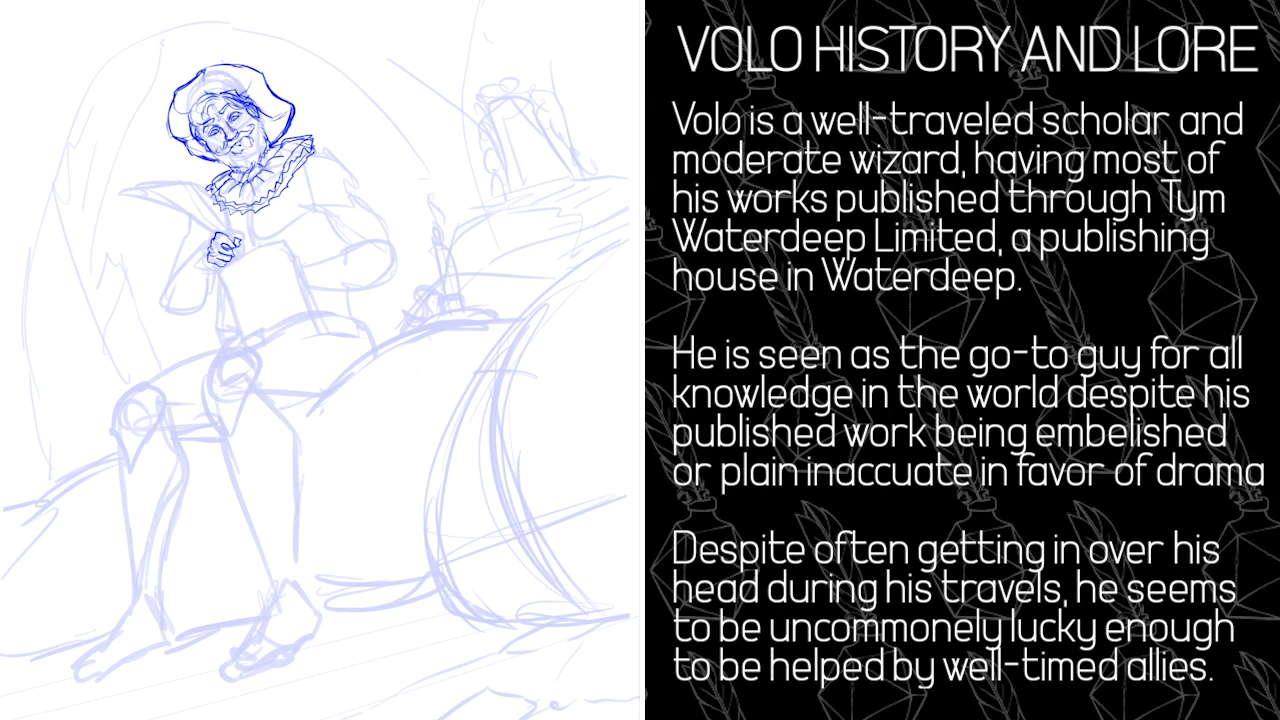 VOLO HISTORY AND LORE
Volo is a well-traveled scholar and
moderate wizard, having most of
his works published through Tym
Waterdeep Limited, a publishing
house in Waterdeep.
He is seen as the go-to guy for all
knowledge in the world despite his
published work being embelished
or plain inaccuate in favor of drama
Despite often getting in over his
head during his travels, he seems
to be uncommonely lucky enough
to be helped by well-timed allies.